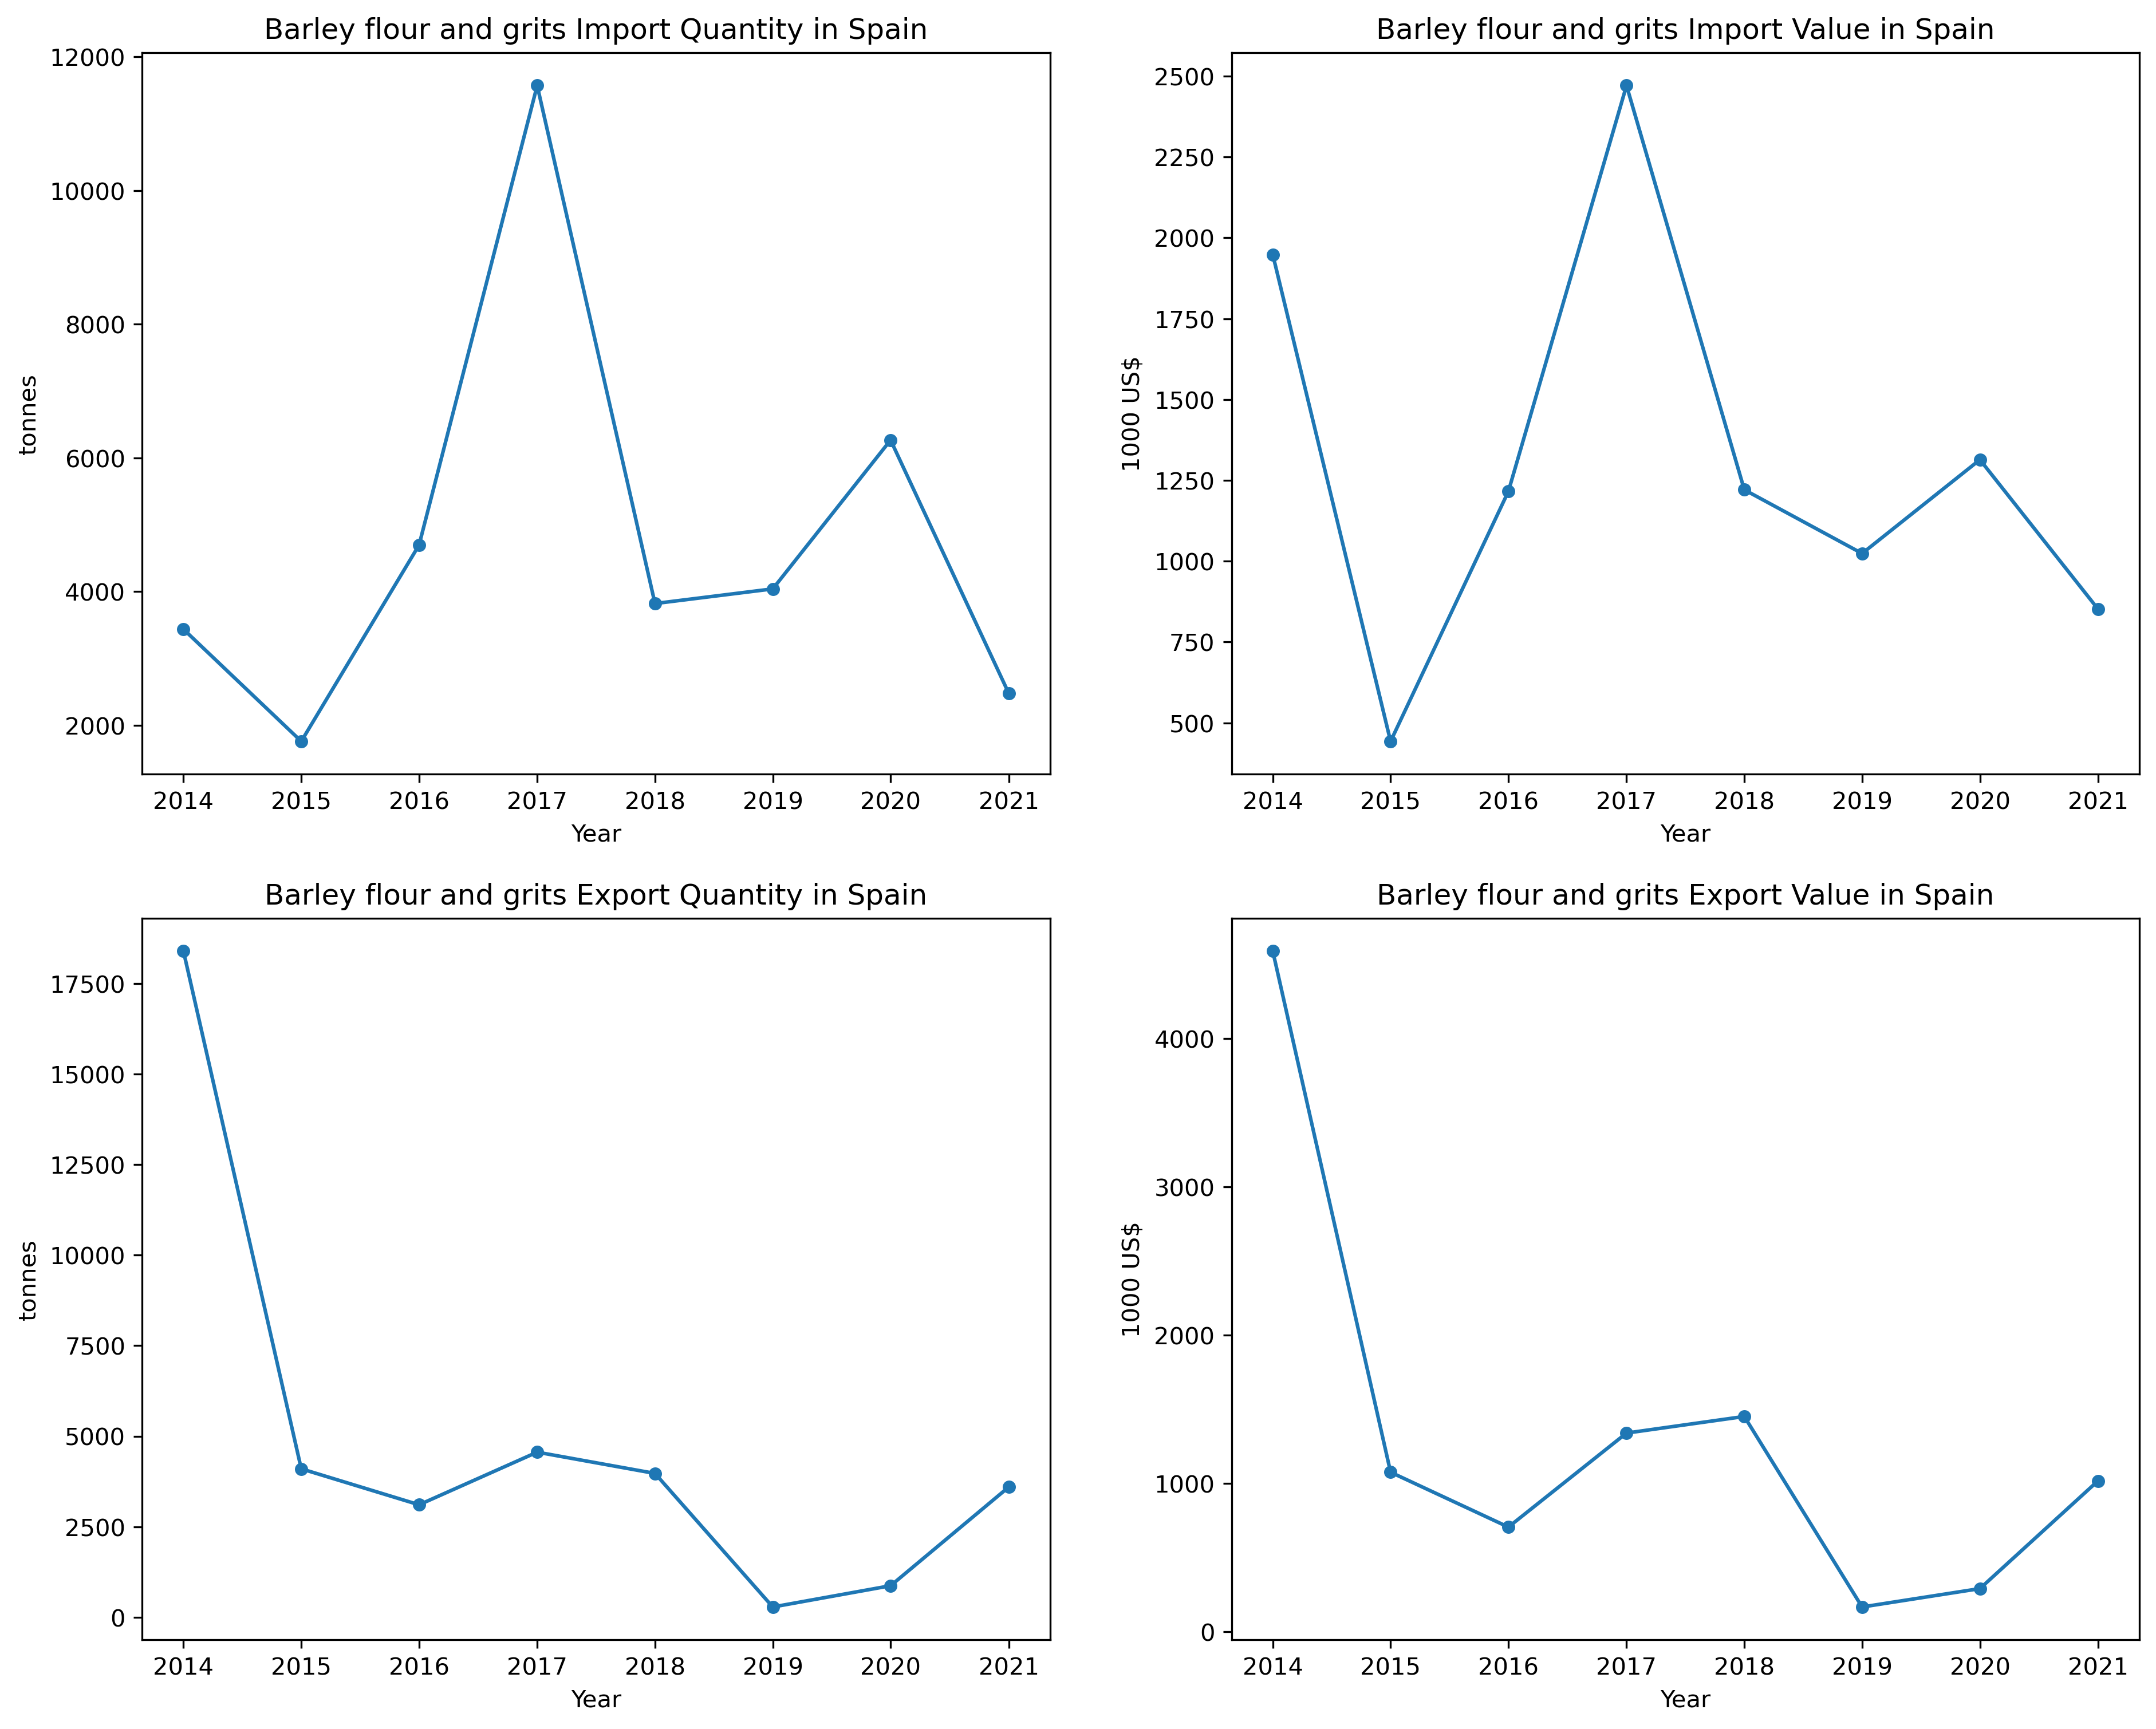 Barley flour and grits Import Quantity in Spain
12000
10000
8000
6000
4000
2000
tonnes
2014 2015 2016 2017 2018 2019 2020 2021
Year
Barley flour and grits Import Value in Spain
2500
2250
2000
1750
1500
1250
1000
750
500
1000 US$
2014 2015 2016 2017 2018 2019 2020 2021
Year
Barley flour and grits Export Quantity in Spain
17500
15000
12500
10000
7500
5000
2500
0
tonnes
2014 2015 2016 2017 2018 2019 2020 2021
Year
Barley flour and grits Export Value in Spain
4000
3000
2000
1000
0
1000 US$
2014 2015 2016 2017 2018 2019 2020 2021
Year